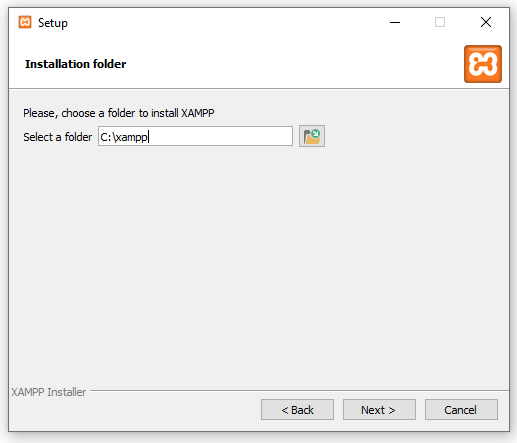 Setup
Installation folder
Please, choose a folder to install XAMPP
Select a folder C:\xampp
XAMPP Installer
< Back Next > Cancel